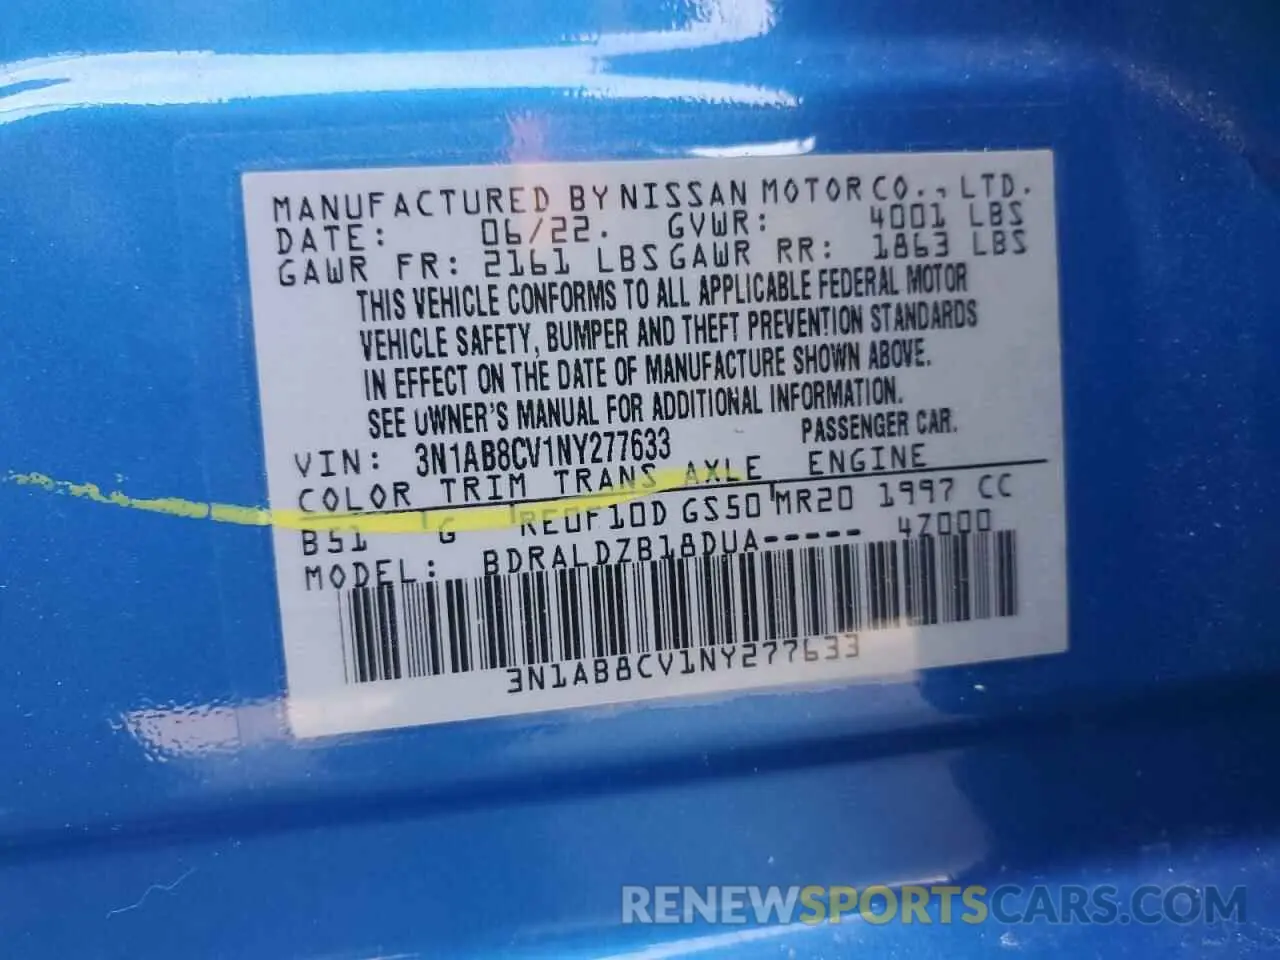 MANUFACTURED BY NISSAN MOTOR CO., LTD.
DATE: 06/22. GVWR: 4001 LBS
GAWR FR: 2161 LBS GAWR RR: 1863 LBS
THIS VEHICLE CONFORMS TO ALL APPLICABLE FEDERAL MOTOR
VEHICLE SAFETY, BUMPER AND THEFT PREVENTION STANDARDS
IN EFFECT ON THE DATE OF MANUFACTURE SHOWN ABOVE.
SEE OWNER'S MANUAL FOR ADDITIONAL INFORMATION.
VIN: 3N1AB8CV1NY277633 PASSENGER CAR.
COLOR TRIM TRANS AXLE ENGINE
B51 G RE0F10D GS50 MR20 1997 CC
MODEL: BDRALDZB18DUA----- 4Z000
3N1AB8CV1NY277633
RENEWSPORTSCARS.COM